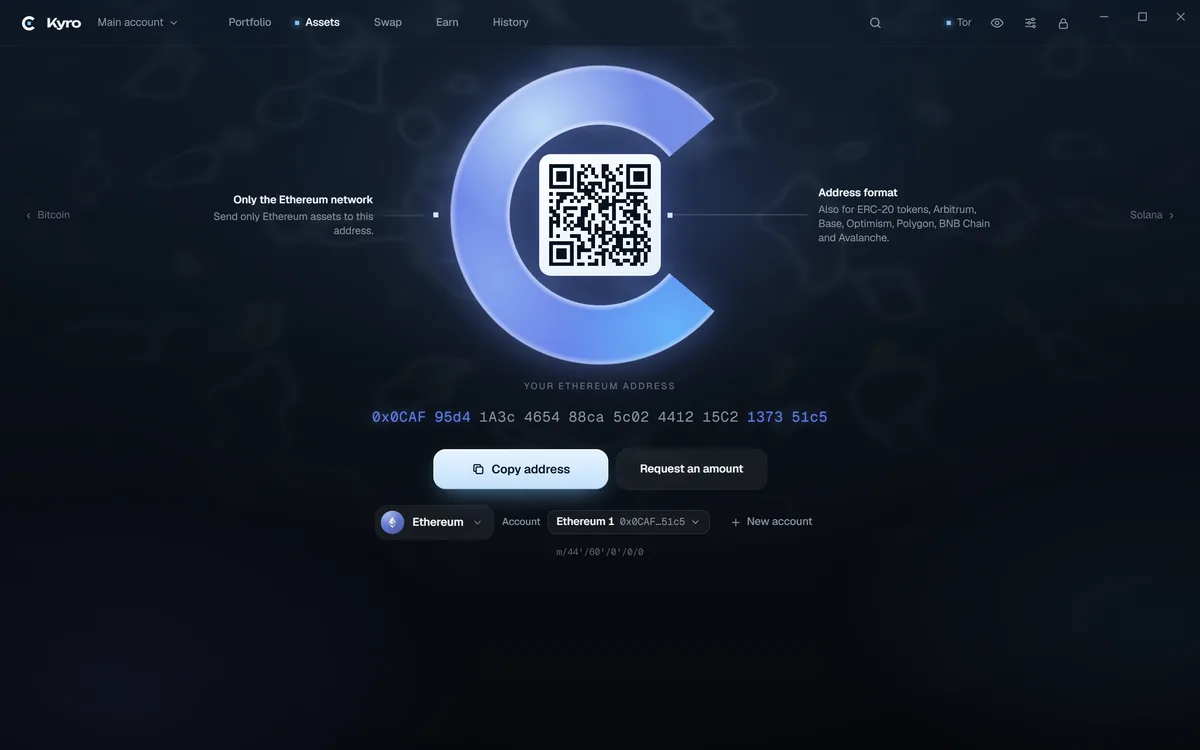 Kyro
Main account
Portfolio
Assets
Swap
Earn
History
Tor
Bitcoin
Only the Ethereum network
Send only Ethereum assets to this
address.
Address format
Also for ERC-20 tokens, Arbitrum,
Base, Optimism, Polygon, BNB Chain
and Avalanche.
Solana
YOUR ETHEREUM ADDRESS
0x0CAF 95d4 1A3c 4654 88ca 5c02 4412 15C2 1373 51c5
Copy address
Request an amount
Ethereum
Account
Ethereum 1 0x0CAF…51c5
+ New account
m/44'/60'/0'/0/0